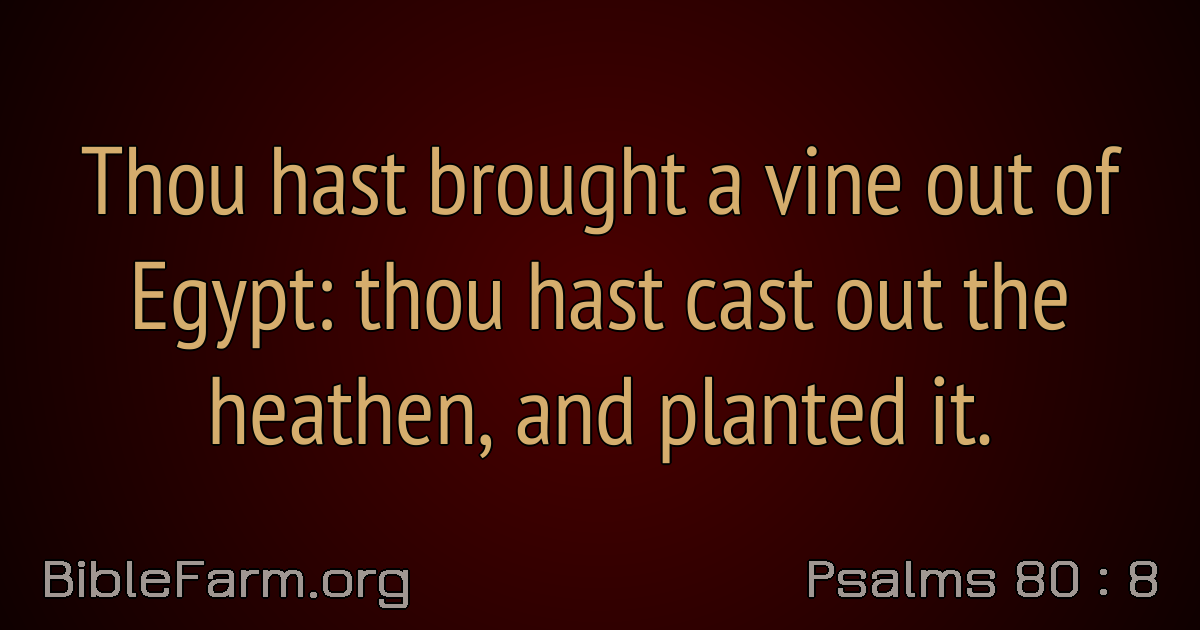 Thou hast brought a vine out of
Egypt: thou hast cast out the
heathen, and planted it.
BibleFarm.org
Psalms 80 : 8